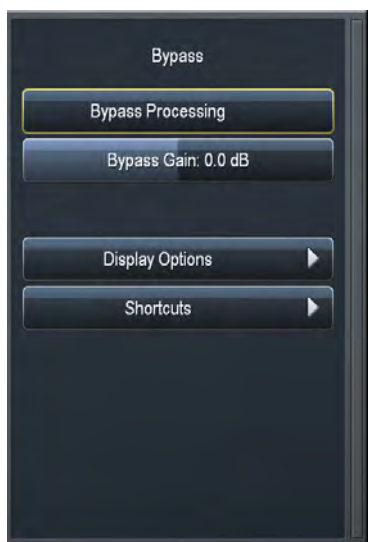 Bypass
Bypass Processing
Bypass Gain: 0.0 dB
Display Options
Shortcuts